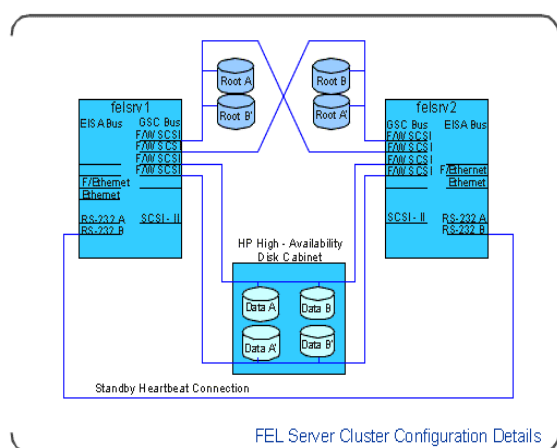 Root A
Root B'
Root B
Root A'
felsrv1
EISA Bus
GSC Bus
F/W SCSI
F/W SCSI
F/W SCSI
F/W SCSI
F/Ethernet
Ethernet
RS-232 A
RS-232 B
SCSI - II
felsrv2
GSC Bus
EISA Bus
F/W SCSI
F/W SCSI
F/W SCSI
F/W SCSI
F/Ethernet
Ethernet
SCSI - II
RS-232 A
RS-232 B
HP High - Availability
Disk Cabinet
Data A
Data B
Data A'
Data B'
Standby Heartbeat Connection
FEL Server Cluster Configuration Details